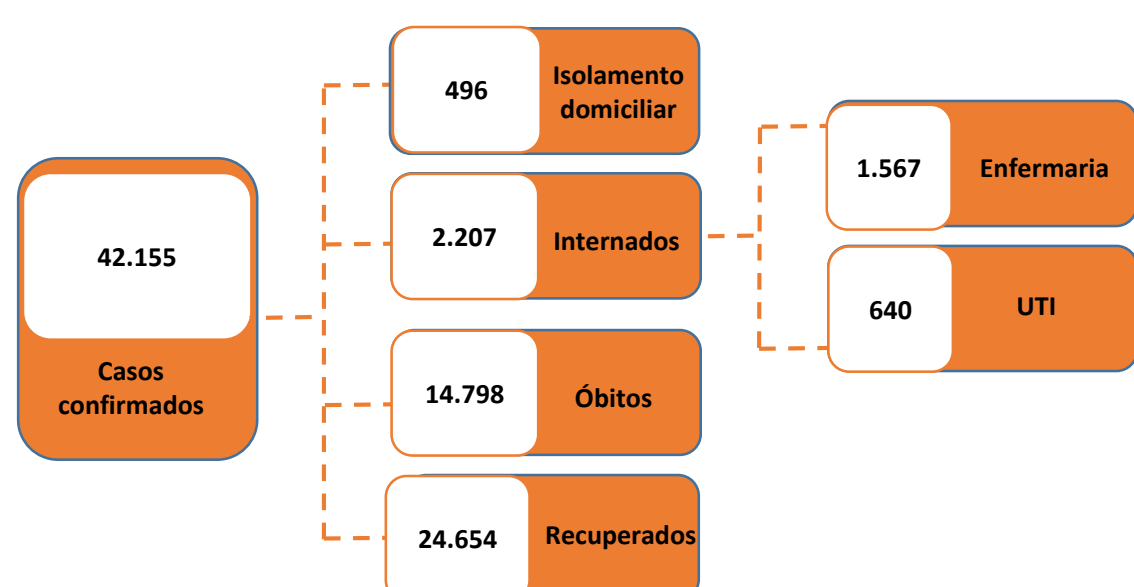 42.155
Casos
confirmados
496
Isolamento
domiciliar
2.207
Internados
14.798
Óbitos
24.654
Recuperados
1.567
Enfermaria
640
UTI